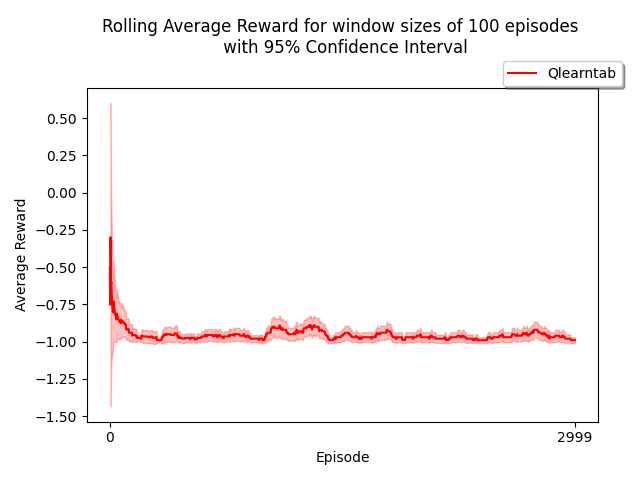 Rolling Average Reward for window sizes of 100 episodes
with 95% Confidence Interval
Qlearntab
0.50
0.25
0.00
−0.25
−0.50
−0.75
−1.00
−1.25
−1.50
Average Reward
0
2999
Episode